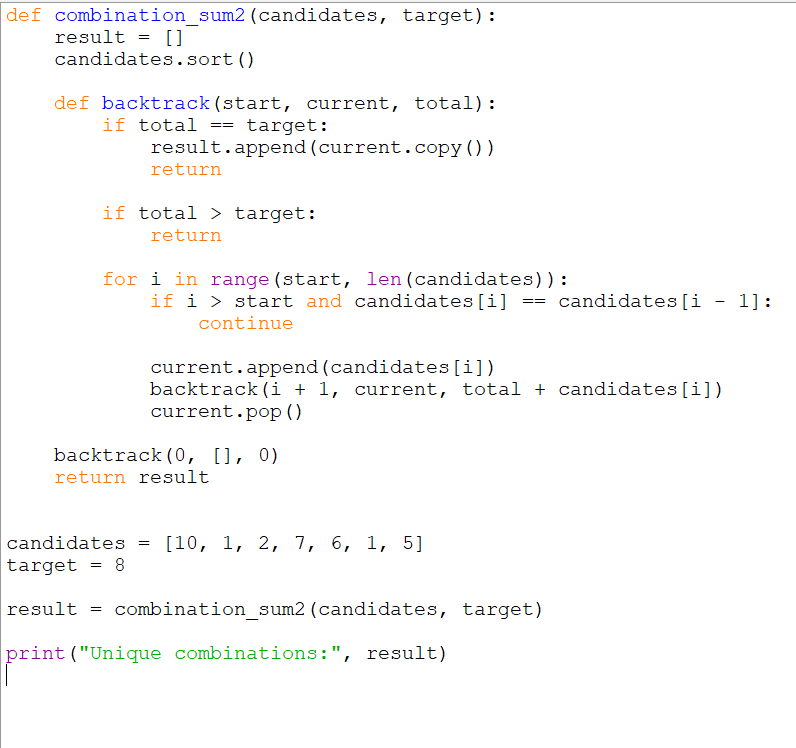 def combination_sum2(candidates, target):
    result = []
    candidates.sort()

    def backtrack(start, current, total):
        if total == target:
            result.append(current.copy())
            return

        if total > target:
            return

        for i in range(start, len(candidates)):
            if i > start and candidates[i] == candidates[i - 1]:
                continue

            current.append(candidates[i])
            backtrack(i + 1, current, total + candidates[i])
            current.pop()

    backtrack(0, [], 0)
    return result


candidates = [10, 1, 2, 7, 6, 1, 5]
target = 8

result = combination_sum2(candidates, target)

print("Unique combinations:", result)